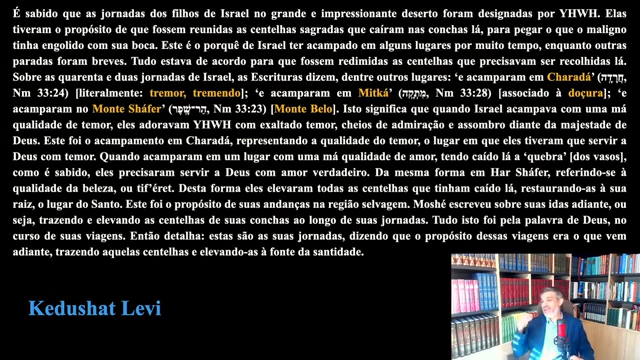 É sabido que as jornadas dos filhos de Israel no grande e impressionante deserto foram designadas por YHWH. Elas
tiveram o propósito de que fossem reunidas as centelhas sagradas que caíram nas conchas lá, para pegar o que o maligno
tinha engolido com sua boca. Este é o porquê de Israel ter acampado em alguns lugares por muito tempo, enquanto outras
paradas foram breves. Tudo estava de acordo para que fossem redimidas as centelhas que precisavam ser recolhidas lá.
Sobre as quarenta e duas jornadas de Israel, as Escrituras dizem, dentre outros lugares: ‘e acamparam em Charadá’ (חֲרָדָה,
Nm 33:24) [literalmente: tremor, tremendo]; ‘e acamparam em Mitká’ (מִתְקָה, Nm 33:28) [associado à doçura]; ‘e
acamparam no Monte Sháfer’ (הַר־שֶׁפֶר, Nm 33:23) [Monte Belo]. Isto significa que quando Israel acampava com uma má
qualidade de temor, eles adoravam YHWH com exaltado temor, cheios de admiração e assombro diante da majestade de
Deus. Este foi o acampamento em Charadá, representando a qualidade do temor, o lugar em que eles tiveram que servir a
Deus com temor. Quando acamparam em um lugar com uma má qualidade de amor, tendo caído lá a ‘quebra’ [dos vasos],
como é sabido, eles precisaram servir a Deus com amor verdadeiro. Da mesma forma em Har Sháfer, referindo-se à
qualidade da beleza, ou tif’éret. Desta forma eles elevaram todas as centelhas que tinham caído lá, restaurando-as à sua
raiz, o lugar do Santo. Este foi o propósito de suas andanças na região selvagem. Moshé escreveu sobre suas idas adiante, ou
seja, trazendo e elevando as centelhas de suas conchas ao longo de suas jornadas. Tudo isto foi pela palavra de Deus, no
curso de suas viagens. Então detalha: estas são as suas jornadas, dizendo que o propósito dessas viagens era o que vem
adiante, trazendo aquelas centelhas e elevando-as à fonte da santidade.
Kedushat Levi